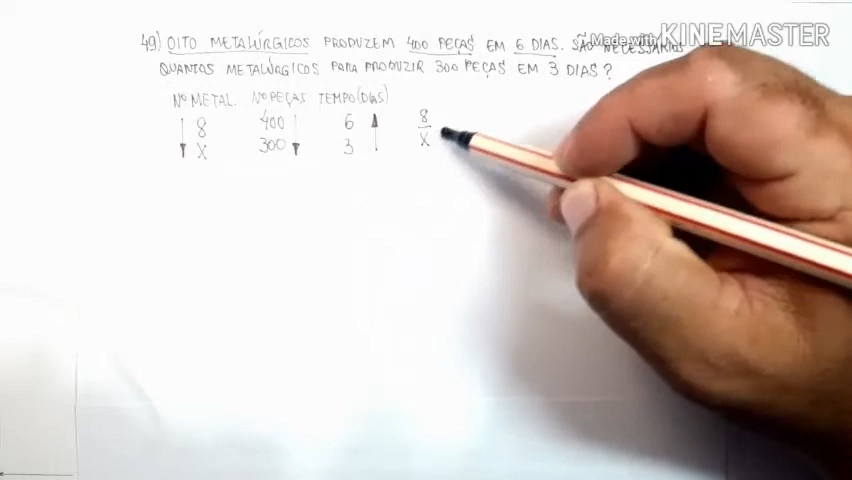 49) OITO METALÚRGICOS PRODUZEM 400 PEÇAS EM 6 DIAS. SÃO NECESSÁRIOS
Made with KINEMASTER
QUANTOS METALÚRGICOS PARA PRODUZIR 300 PEÇAS EM 3 DIAS?
Nº METAL. Nº PEÇAS TEMPO (DIAS)
8 400 6 8
X 300 3 X